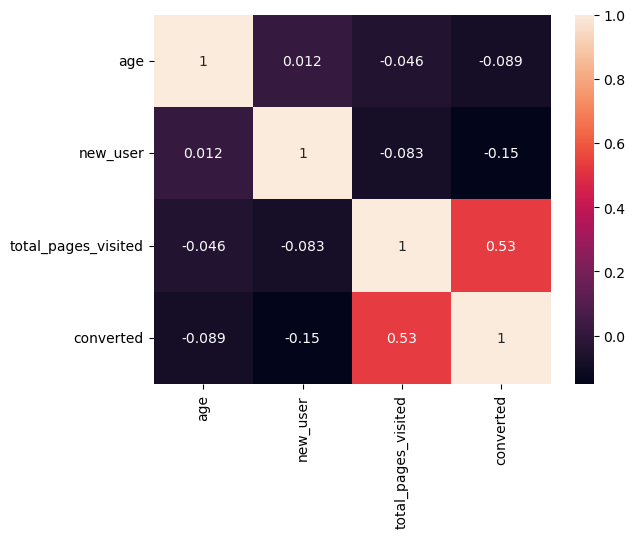 age 1 0.012 -0.046 -0.089
new_user 0.012 1 -0.083 -0.15
total_pages_visited -0.046 -0.083 1 0.53
converted -0.089 -0.15 0.53 1
age new_user total_pages_visited converted
1.0
0.8
0.6
0.4
0.2
0.0